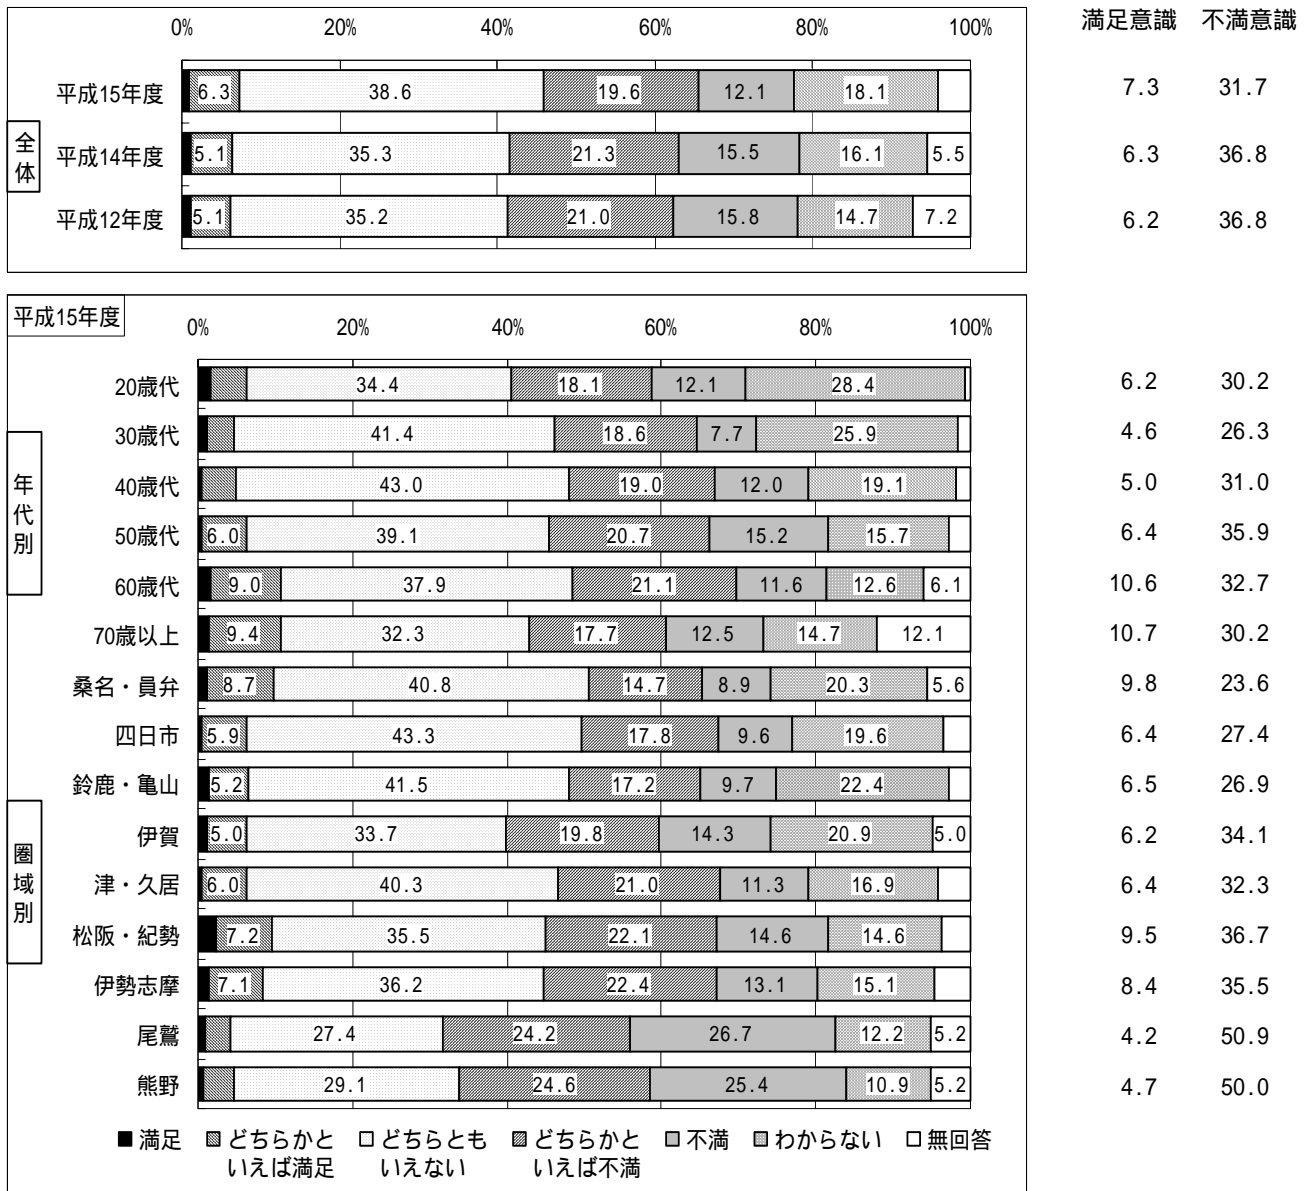 満足意識 不満意識
0% 20% 40% 60% 80% 100%
全体
平成15年度 6.3 38.6 19.6 12.1 18.1 7.3 31.7
平成14年度 5.1 35.3 21.3 15.5 16.1 5.5 6.3 36.8
平成12年度 5.1 35.2 21.0 15.8 14.7 7.2 6.2 36.8
平成15年度
0% 20% 40% 60% 80% 100%
年代別
20歳代 34.4 18.1 12.1 28.4 6.2 30.2
30歳代 41.4 18.6 7.7 25.9 4.6 26.3
40歳代 43.0 19.0 12.0 19.1 5.0 31.0
50歳代 6.0 39.1 20.7 15.2 15.7 6.4 35.9
60歳代 9.0 37.9 21.1 11.6 12.6 6.1 10.6 32.7
70歳以上 9.4 32.3 17.7 12.5 14.7 12.1 10.7 30.2
圏域別
桑名・員弁 8.7 40.8 14.7 8.9 20.3 5.6 9.8 23.6
四日市 5.9 43.3 17.8 9.6 19.6 6.4 27.4
鈴鹿・亀山 5.2 41.5 17.2 9.7 22.4 6.5 26.9
伊賀 5.0 33.7 19.8 14.3 20.9 5.0 6.2 34.1
津・久居 6.0 40.3 21.0 11.3 16.9 6.4 32.3
松阪・紀勢 7.2 35.5 22.1 14.6 14.6 9.5 36.7
伊勢志摩 7.1 36.2 22.4 13.1 15.1 8.4 35.5
尾鷲 27.4 24.2 26.7 12.2 5.2 4.2 50.9
熊野 29.1 24.6 25.4 10.9 5.2 4.7 50.0
満足 どちらかと どちらとも どちらかと 不満 わからない 無回答
いえば満足 いえない いえば不満